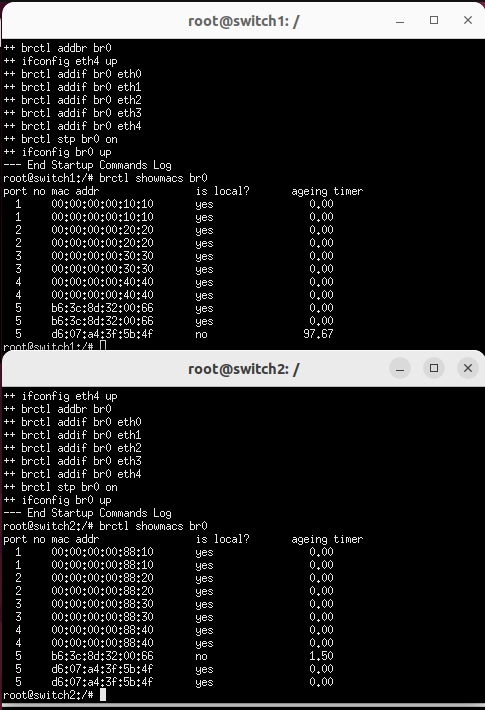 root@switch1: /
++ brctl addbr br0
++ ifconfig eth4 up
++ brctl addif br0 eth0
++ brctl addif br0 eth1
++ brctl addif br0 eth2
++ brctl addif br0 eth3
++ brctl addif br0 eth4
++ brctl stp br0 on
++ ifconfig br0 up
--- End Startup Commands Log
root@switch1:/# brctl showmacs br0
port no mac addr is local? ageing timer
1 00:00:00:00:10:10 yes 0.00
1 00:00:00:00:10:10 yes 0.00
2 00:00:00:00:20:20 yes 0.00
2 00:00:00:00:20:20 yes 0.00
3 00:00:00:00:30:30 yes 0.00
3 00:00:00:00:30:30 yes 0.00
4 00:00:00:00:40:40 yes 0.00
4 00:00:00:00:40:40 yes 0.00
5 b6:3c:8d:32:00:66 yes 0.00
5 b6:3c:8d:32:00:66 yes 0.00
5 d6:07:a4:3f:5b:4f no 97.67
root@switch1:/#
root@switch2: /
++ ifconfig eth4 up
++ brctl addbr br0
++ brctl addif br0 eth0
++ brctl addif br0 eth1
++ brctl addif br0 eth2
++ brctl addif br0 eth3
++ brctl addif br0 eth4
++ brctl stp br0 on
++ ifconfig br0 up
--- End Startup Commands Log
root@switch2:/# brctl showmacs br0
port no mac addr is local? ageing timer
1 00:00:00:00:88:10 yes 0.00
1 00:00:00:00:88:10 yes 0.00
2 00:00:00:00:88:20 yes 0.00
2 00:00:00:00:88:20 yes 0.00
3 00:00:00:00:88:30 yes 0.00
3 00:00:00:00:88:30 yes 0.00
4 00:00:00:00:88:40 yes 0.00
4 00:00:00:00:88:40 yes 0.00
5 b6:3c:8d:32:00:66 no 1.50
5 d6:07:a4:3f:5b:4f yes 0.00
5 d6:07:a4:3f:5b:4f yes 0.00
root@switch2:/#